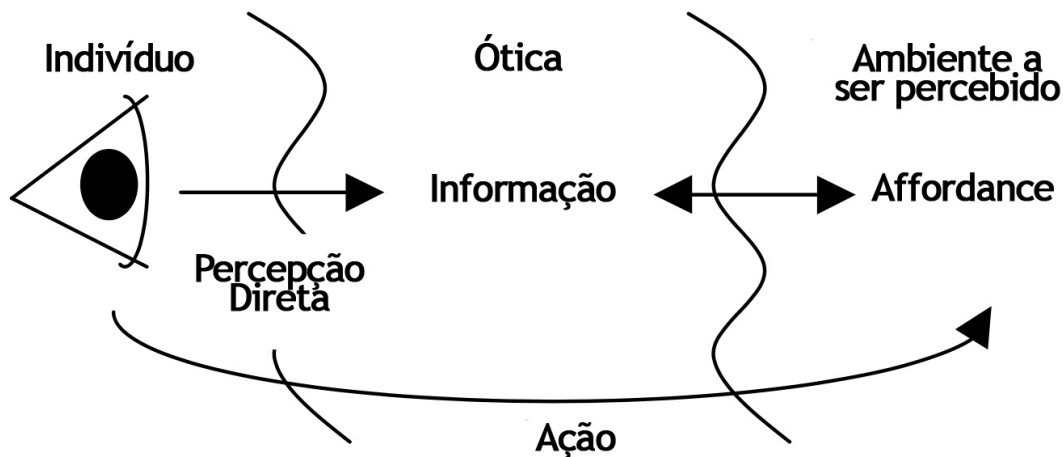 Indivíduo
Ótica
Ambiente a
ser percebido
Informação
Affordance
Percepção
Direta
Ação